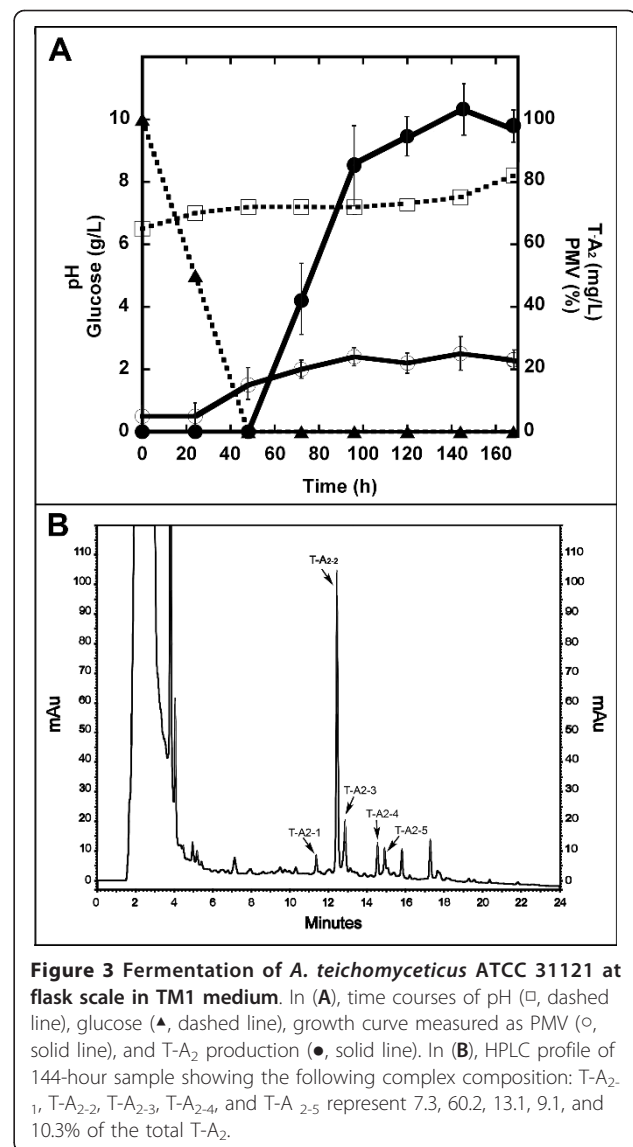 A
12
10
8
6
4
2
0
pH
Glucose (g/L)
120
100
80
60
40
20
0
T-A2 (mg/L)
PMV (%)
0 20 40 60 80 100 120 140 160
Time (h)
B
110
100
90
80
70
60
50
40
30
20
10
0
mAu
110
100
90
80
70
60
50
40
30
20
10
0
mAu
T-A2-2
T-A2-3
T-A2-1
T-A2-4
T-A2-5
0 2 4 6 8 10 12 14 16 18 20 22 24
Minutes
Figure 3 Fermentation of A. teichomyceticus ATCC 31121 at
flask scale in TM1 medium. In (A), time courses of pH (□, dashed
line), glucose (▲, dashed line), growth curve measured as PMV (○,
solid line), and T-A2 production (●, solid line). In (B), HPLC profile of
144-hour sample showing the following complex composition: T-A2-
1, T-A2-2, T-A2-3, T-A2-4, and T-A 2-5 represent 7.3, 60.2, 13.1, 9.1, and
10.3% of the total T-A2.